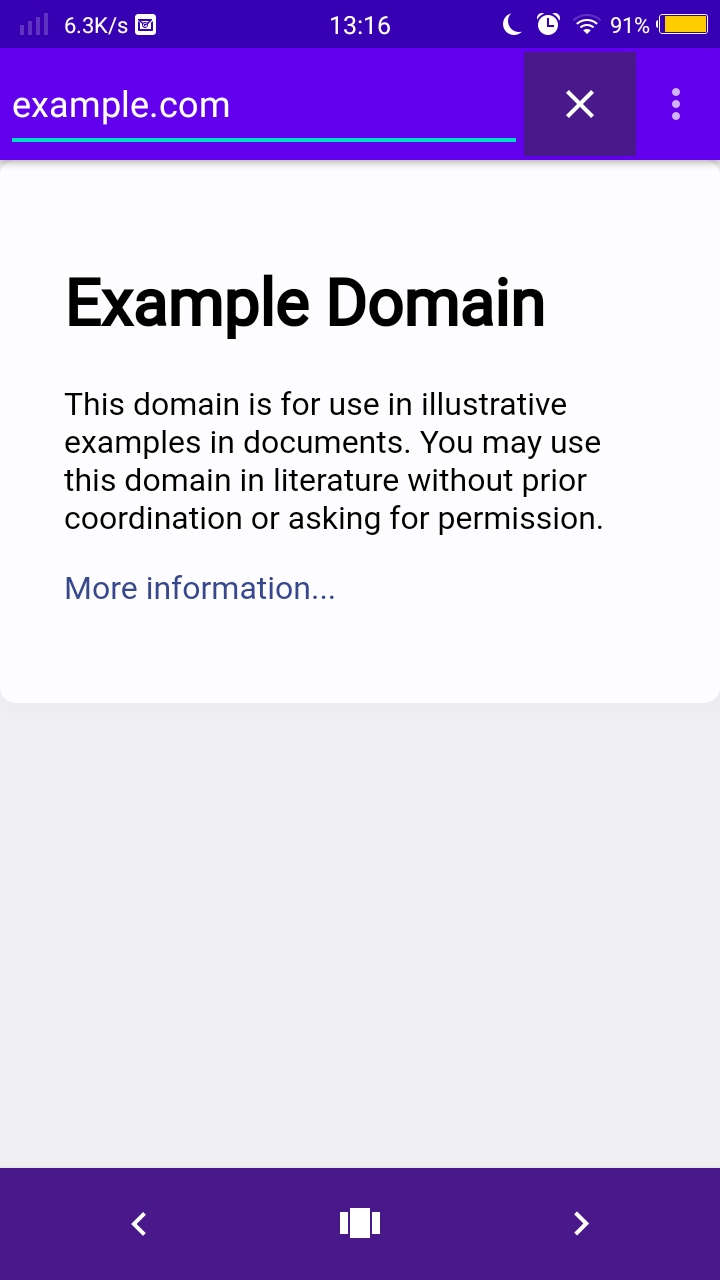 6.3K/s 13:16 91%
example.com
Example Domain
This domain is for use in illustrative
examples in documents. You may use
this domain in literature without prior
coordination or asking for permission.
More information...